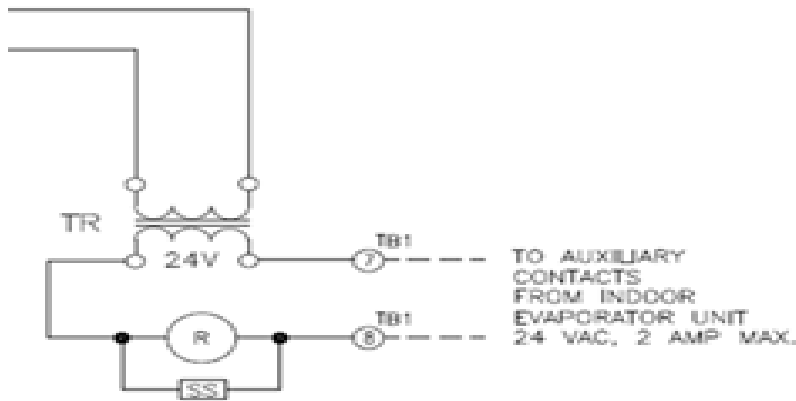 TR
24V
TB1
7
TO AUXILIARY
CONTACTS
FROM INDOOR
EVAPORATOR UNIT
24 VAC, 2 AMP MAX.
R
TB1
8
SS